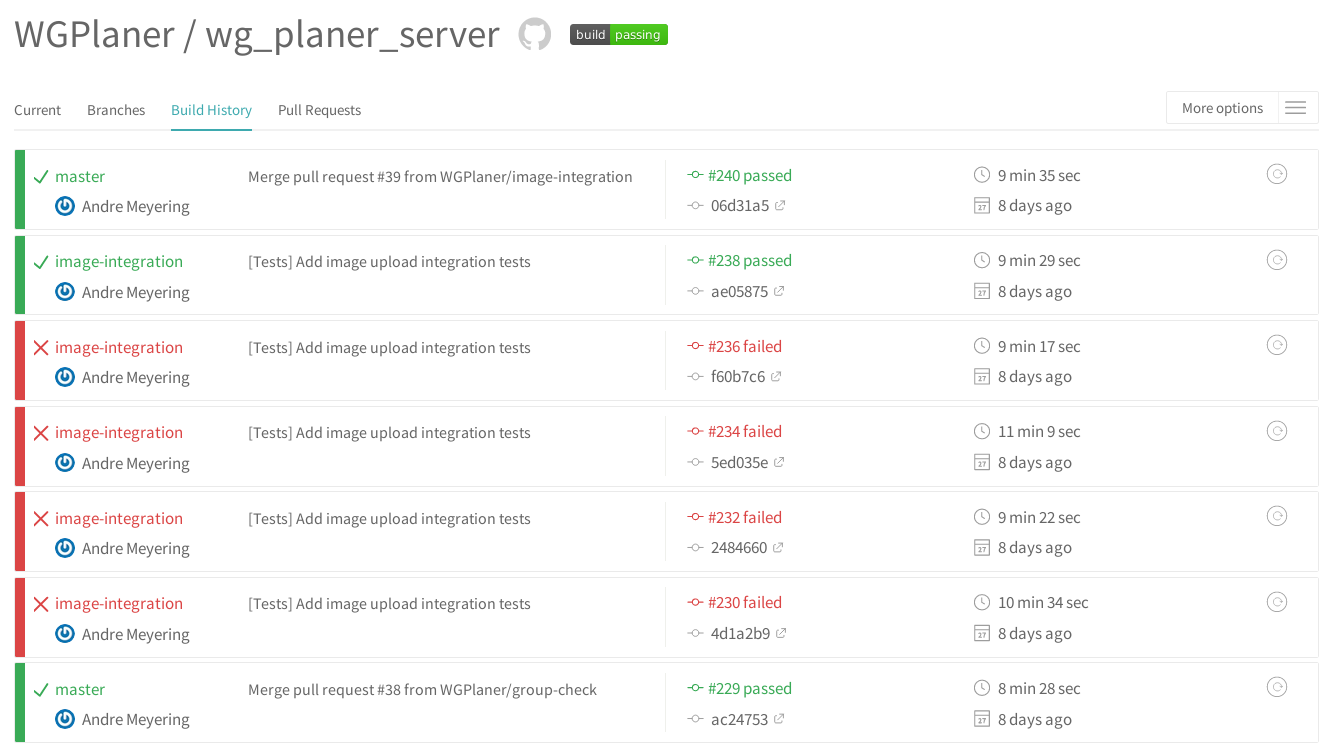 WGPlaner / wg_planer_server build passing
Current Branches Build History Pull Requests More options
master Merge pull request #39 from WGPlaner/image-integration #240 passed 9 min 35 sec
Andre Meyering 06d31a5 27 8 days ago
image-integration [Tests] Add image upload integration tests #238 passed 9 min 29 sec
Andre Meyering ae05875 27 8 days ago
image-integration [Tests] Add image upload integration tests #236 failed 9 min 17 sec
Andre Meyering f60b7c6 27 8 days ago
image-integration [Tests] Add image upload integration tests #234 failed 11 min 9 sec
Andre Meyering 5ed035e 27 8 days ago
image-integration [Tests] Add image upload integration tests #232 failed 9 min 22 sec
Andre Meyering 2484660 27 8 days ago
image-integration [Tests] Add image upload integration tests #230 failed 10 min 34 sec
Andre Meyering 4d1a2b9 27 8 days ago
master Merge pull request #38 from WGPlaner/group-check #229 passed 8 min 28 sec
Andre Meyering ac24753 27 8 days ago